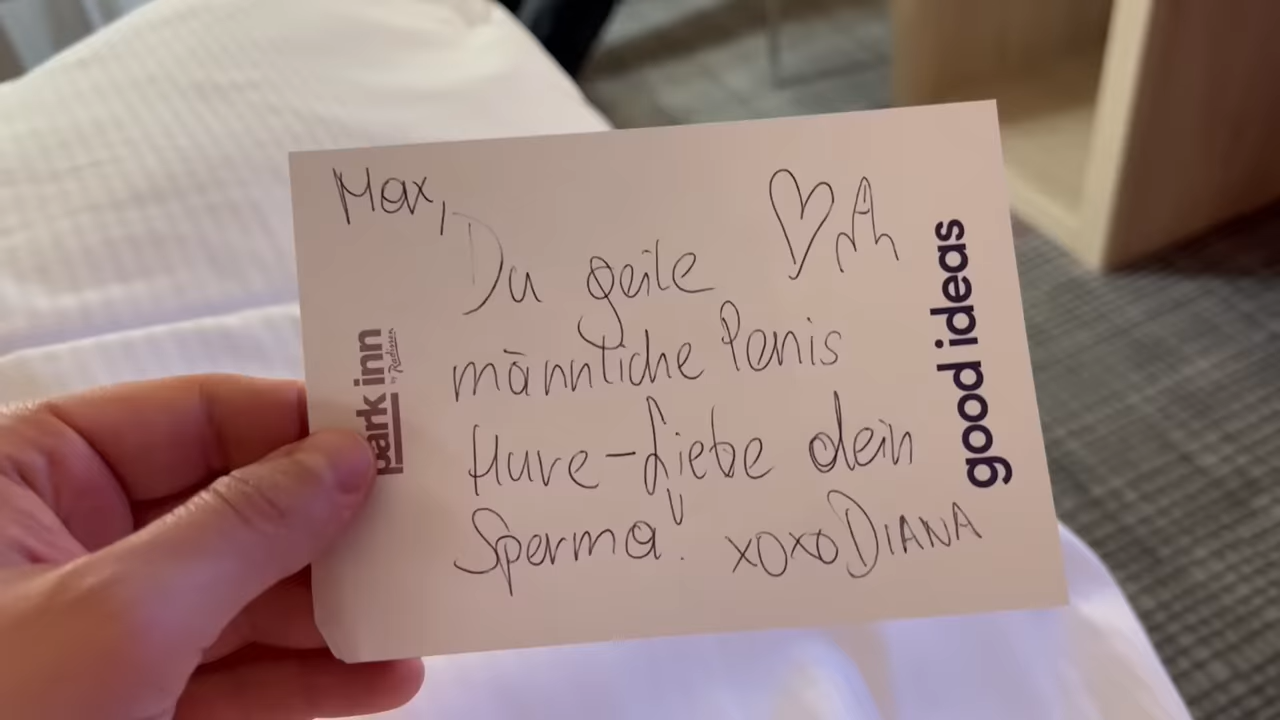 Max,
Du geile
männliche Penis
Hure-Liebe dein
Sperma! xoxo DIANA
park inn
by Radisson
good ideas